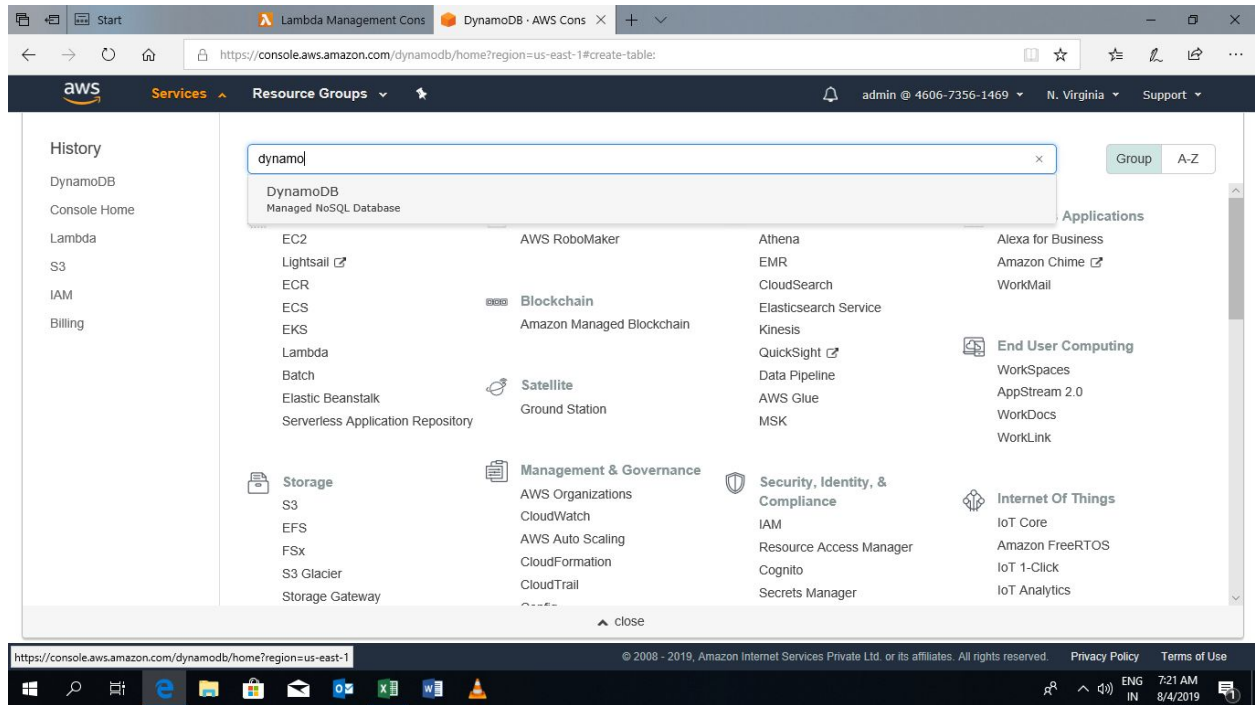 Start
Lambda Management Cons
DynamoDB · AWS Cons
https://console.aws.amazon.com/dynamodb/home?region=us-east-1#create-table:
aws
Services
Resource Groups
admin @ 4606-7356-1469
N. Virginia
Support
History
DynamoDB
Console Home
Lambda
S3
IAM
Billing
dynamo
Group
A-Z
DynamoDB
Managed NoSQL Database
EC2
Lightsail
ECR
ECS
EKS
Lambda
Batch
Elastic Beanstalk
Serverless Application Repository
Storage
S3
EFS
FSx
S3 Glacier
Storage Gateway
AWS RoboMaker
Blockchain
Amazon Managed Blockchain
Satellite
Ground Station
Management & Governance
AWS Organizations
CloudWatch
AWS Auto Scaling
CloudFormation
CloudTrail
Athena
EMR
CloudSearch
Elasticsearch Service
Kinesis
QuickSight
Data Pipeline
AWS Glue
MSK
Security, Identity, &
Compliance
IAM
Resource Access Manager
Cognito
Secrets Manager
Applications
Alexa for Business
Amazon Chime
WorkMail
End User Computing
WorkSpaces
AppStream 2.0
WorkDocs
WorkLink
Internet Of Things
IoT Core
Amazon FreeRTOS
IoT 1-Click
IoT Analytics
close
https://console.aws.amazon.com/dynamodb/home?region=us-east-1
© 2008 - 2019, Amazon Internet Services Private Ltd. or its affiliates. All rights reserved.
Privacy Policy
Terms of Use
ENG
IN
7:21 AM
8/4/2019